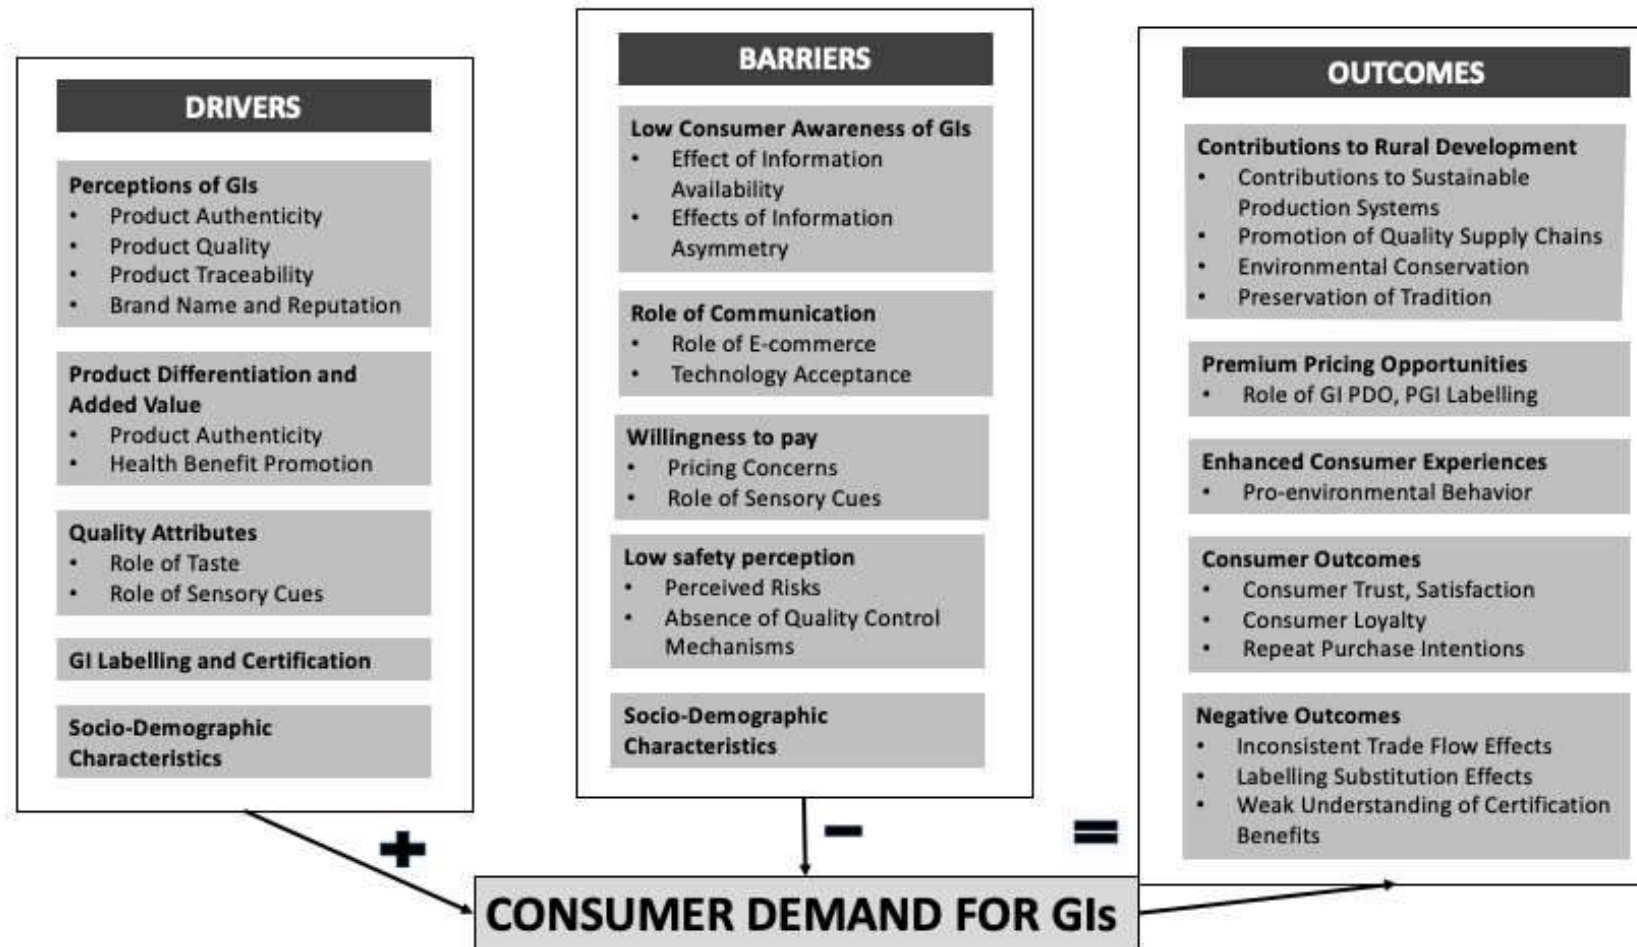 DRIVERS
Perceptions of GIs
• Product Authenticity
• Product Quality
• Product Traceability
• Brand Name and Reputation
Product Differentiation and
Added Value
• Product Authenticity
• Health Benefit Promotion
Quality Attributes
• Role of Taste
• Role of Sensory Cues
GI Labelling and Certification
Socio-Demographic
Characteristics
BARRIERS
Low Consumer Awareness of GIs
• Effect of Information
Availability
• Effects of Information
Asymmetry
Role of Communication
• Role of E-commerce
• Technology Acceptance
Willingness to pay
• Pricing Concerns
• Role of Sensory Cues
Low safety perception
• Perceived Risks
• Absence of Quality Control
Mechanisms
Socio-Demographic
Characteristics
OUTCOMES
Contributions to Rural Development
• Contributions to Sustainable
Production Systems
• Promotion of Quality Supply Chains
• Environmental Conservation
• Preservation of Tradition
Premium Pricing Opportunities
• Role of GI PDO, PGI Labelling
Enhanced Consumer Experiences
• Pro-environmental Behavior
Consumer Outcomes
• Consumer Trust, Satisfaction
• Consumer Loyalty
• Repeat Purchase Intentions
Negative Outcomes
• Inconsistent Trade Flow Effects
• Labelling Substitution Effects
• Weak Understanding of Certification
Benefits
+
−
=
CONSUMER DEMAND FOR GIs